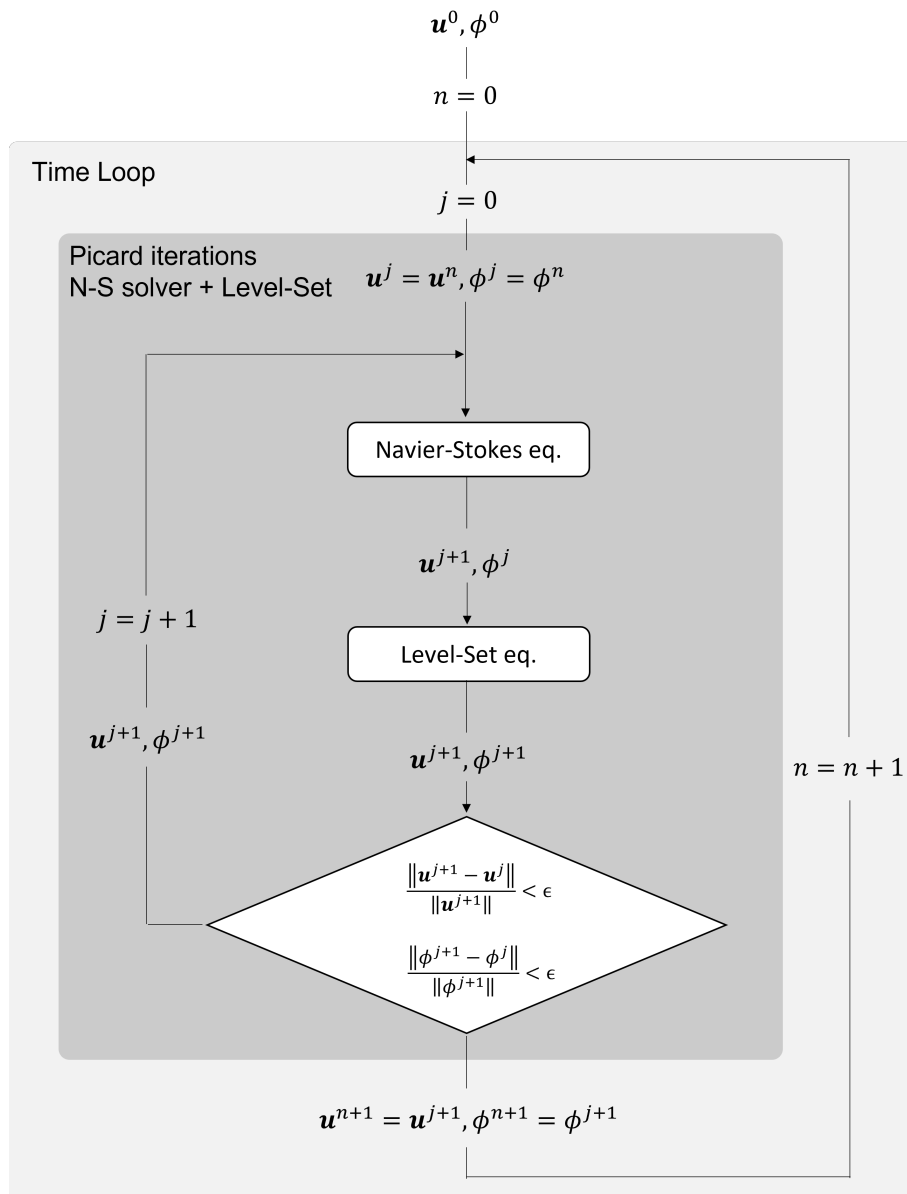 𝒖⁰, ϕ⁰
n = 0
Time Loop
j = 0
Picard iterations
N-S solver + Level-Set
𝒖ʲ = 𝒖ⁿ, ϕʲ = ϕⁿ
Navier-Stokes eq.
𝒖ʲ⁺¹, ϕʲ
j = j + 1
Level-Set eq.
𝒖ʲ⁺¹, ϕʲ⁺¹
𝒖ʲ⁺¹, ϕʲ⁺¹
n = n + 1
‖𝒖ʲ⁺¹ − 𝒖ʲ‖ / ‖𝒖ʲ⁺¹‖ < ϵ
‖ϕʲ⁺¹ − ϕʲ‖ / ‖ϕʲ⁺¹‖ < ϵ
𝒖ⁿ⁺¹ = 𝒖ʲ⁺¹, ϕⁿ⁺¹ = ϕʲ⁺¹